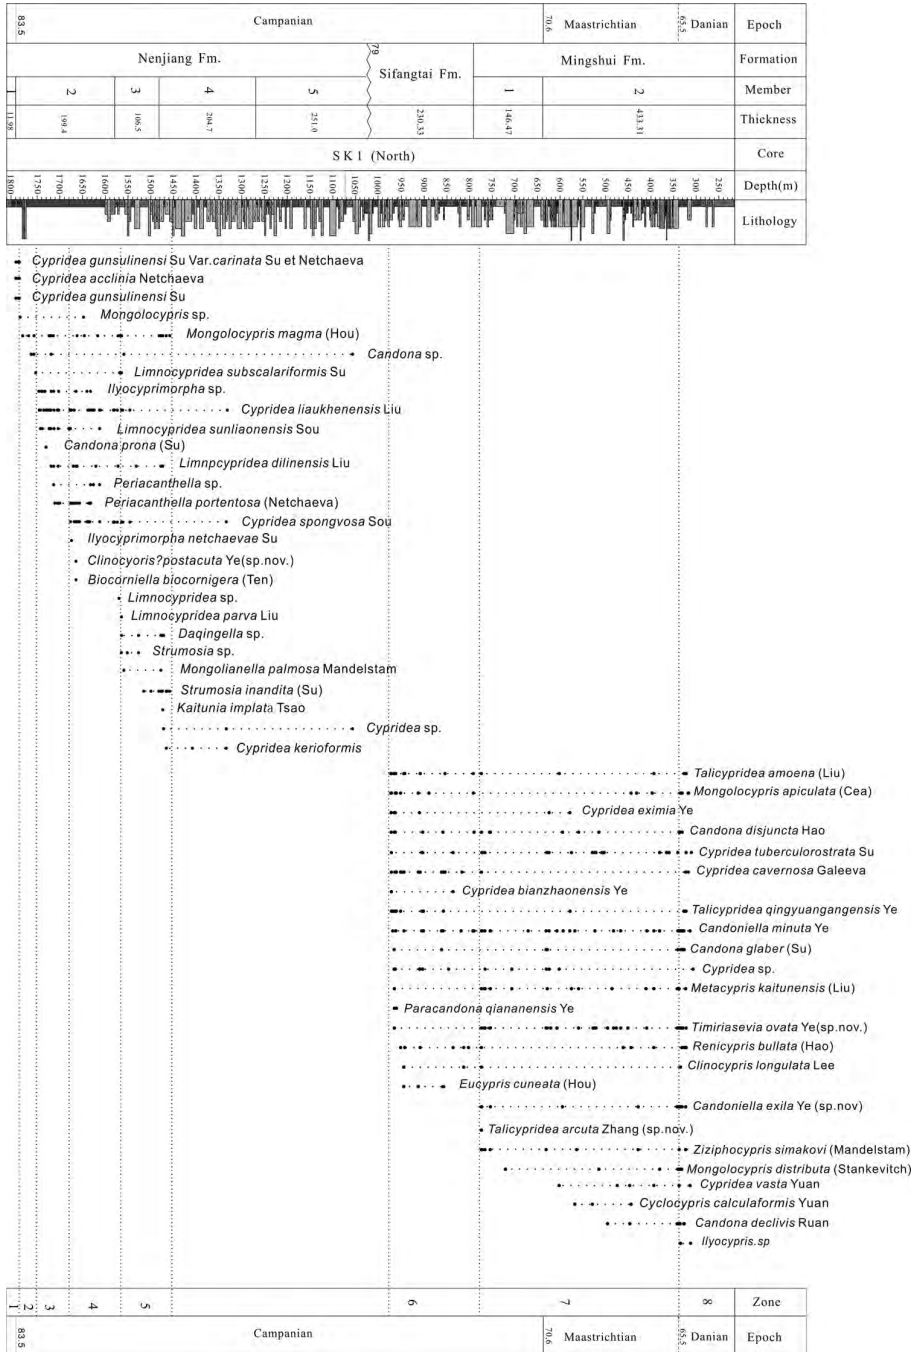 83.5 Campanian 70.6 Maastrichtian 65.5 Danian Epoch
Nenjiang Fm. 79 Sifangtai Fm. Mingshui Fm. Formation
1 2 3 4 5 1 2 Member
11.98 199.4 106.5 204.7 251.0 230.33 146.47 433.31 Thickness
SK1 (North) Core
1800 1750 1700 1650 1600 1550 1500 1450 1400 1350 1300 1250 1200 1150 1100 1050 1000 950 900 850 800 750 700 650 600 550 500 450 400 350 300 250 Depth(m)
Lithology
Cypridea gunsulinensi Su Var.carinata Su et Netchaeva
Cypridea acclinia Netchaeva
Cypridea gunsulinensi Su
Mongolocypris sp.
Mongolocypris magma (Hou)
Candona sp.
Limnocypridea subscalariformis Su
Ilyocyprimorpha sp.
Cypridea liaukhenensis Liu
Limnocypridea sunliaonensis Sou
Candona prona (Su)
Limnpcypridea dilinensis Liu
Periacanthella sp.
Periacanthella portentosa (Netchaeva)
Cypridea spongvosa Sou
Ilyocyprimorpha netchaevae Su
Clinocyoris?postacuta Ye(sp.nov.)
Biocorniella biocornigera (Ten)
Limnocypridea sp.
Limnocypridea parva Liu
Daqingella sp.
Strumosia sp.
Mongolianella palmosa Mandelstam
Strumosia inandita (Su)
Kaitunia implata Tsao
Cypridea sp.
Cypridea kerioformis
Talicypridea amoena (Liu)
Mongolocypris apiculata (Cea)
Cypridea eximia Ye
Candona disjuncta Hao
Cypridea tuberculorostrata Su
Cypridea cavernosa Galeeva
Cypridea bianzhaonensis Ye
Talicypridea qingyuangangensis Ye
Candoniella minuta Ye
Candona glaber (Su)
Cypridea sp.
Metacypris kaitunensis (Liu)
Paracandona qiananensis Ye
Timiriasevia ovata Ye(sp.nov.)
Renicypris bullata (Hao)
Clinocypris longulata Lee
Eucypris cuneata (Hou)
Candoniella exila Ye (sp.nov)
Talicypridea arcuta Zhang (sp.nov.)
Ziziphocypris simakovi (Mandelstam)
Mongolocypris distributa (Stankevitch)
Cypridea vasta Yuan
Cyclocypris calculaformis Yuan
Candona declivis Ruan
Ilyocypris.sp
1 2 3 4 5 6 7 8 Zone
83.5 Campanian 70.6 Maastrichtian 65.5 Danian Epoch